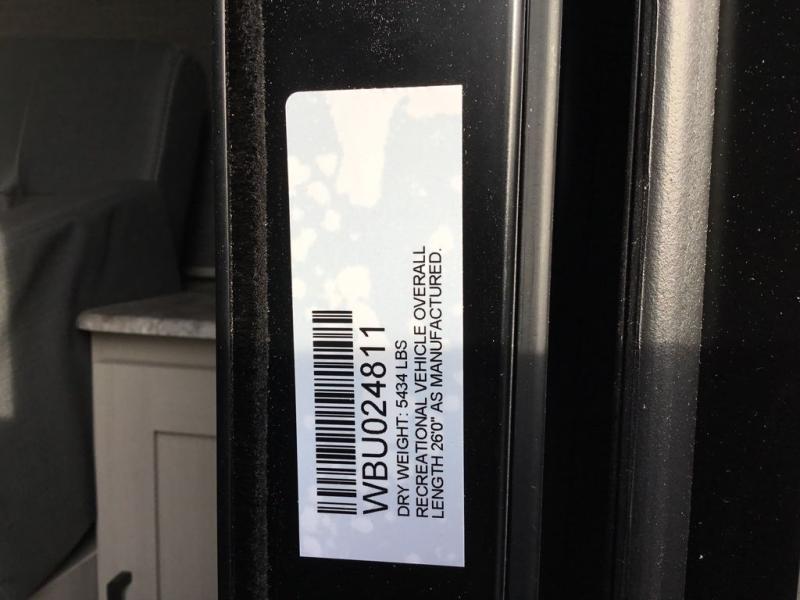 WBU024811
DRY WEIGHT: 5434 LBS
RECREATIONAL VEHICLE OVERALL
LENGTH 26'0" AS MANUFACTURED.